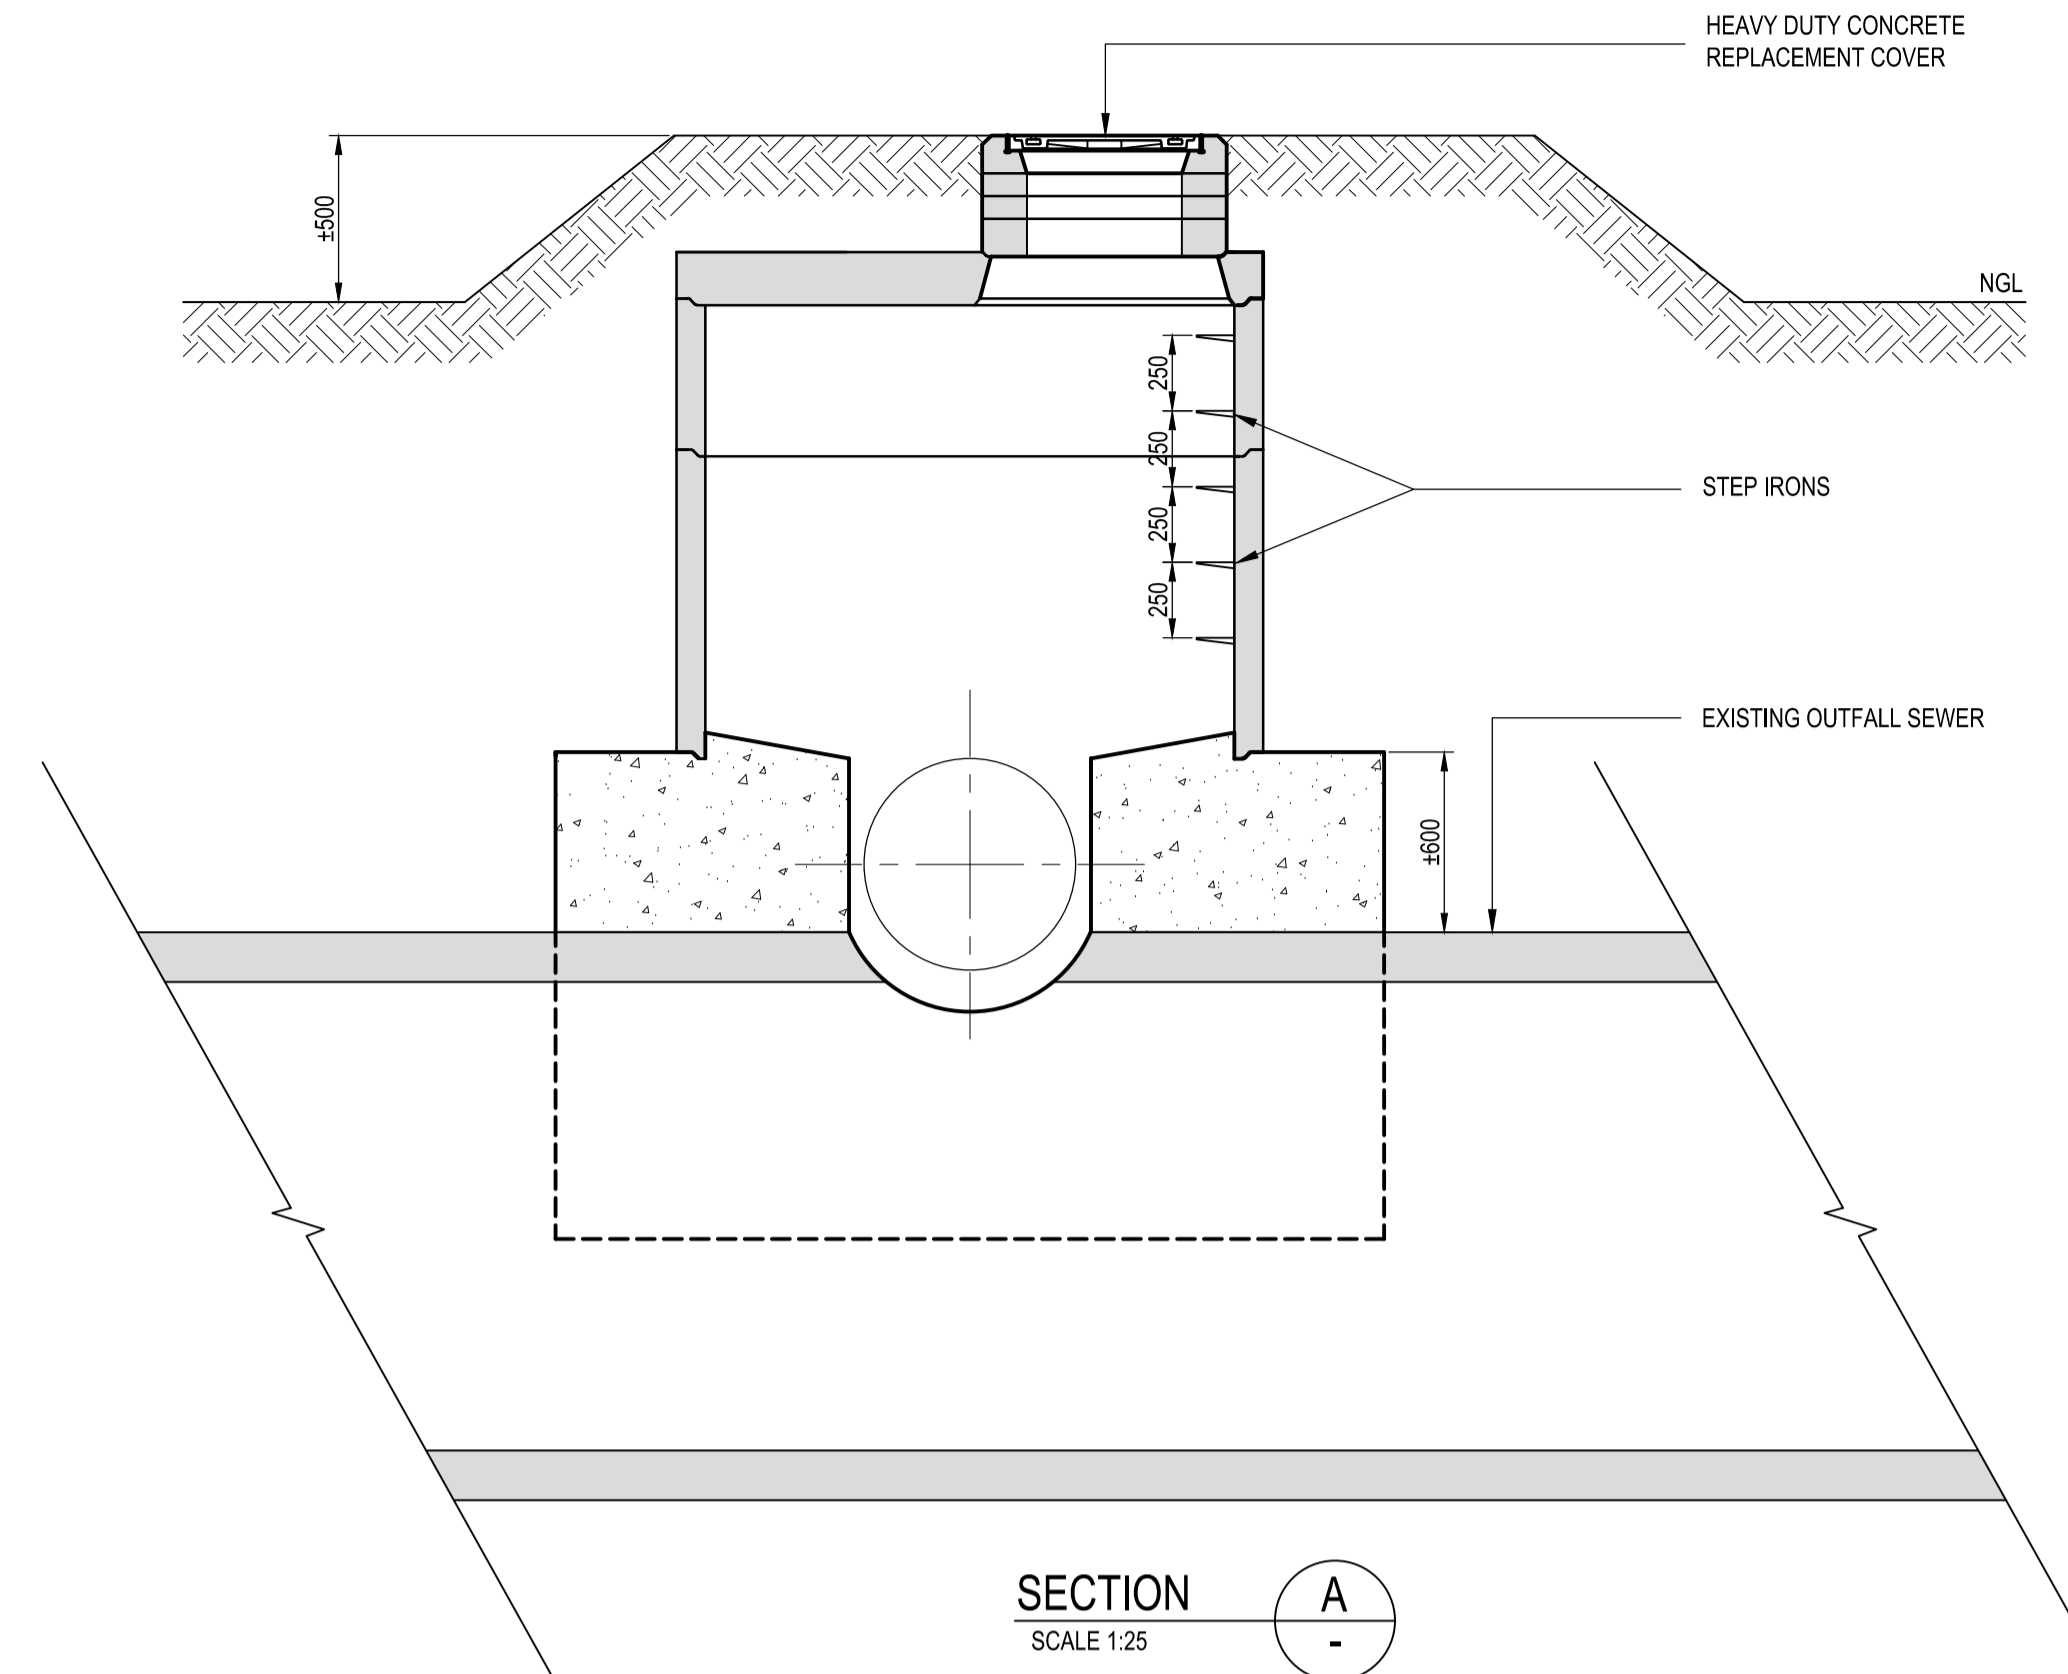 HEAVY DUTY CONCRETE
REPLACEMENT COVER
±500
NGL
250
250
STEP IRONS
250
250
EXISTING OUTFALL SEWER
±600
SECTION
SCALE 1:25
A
-